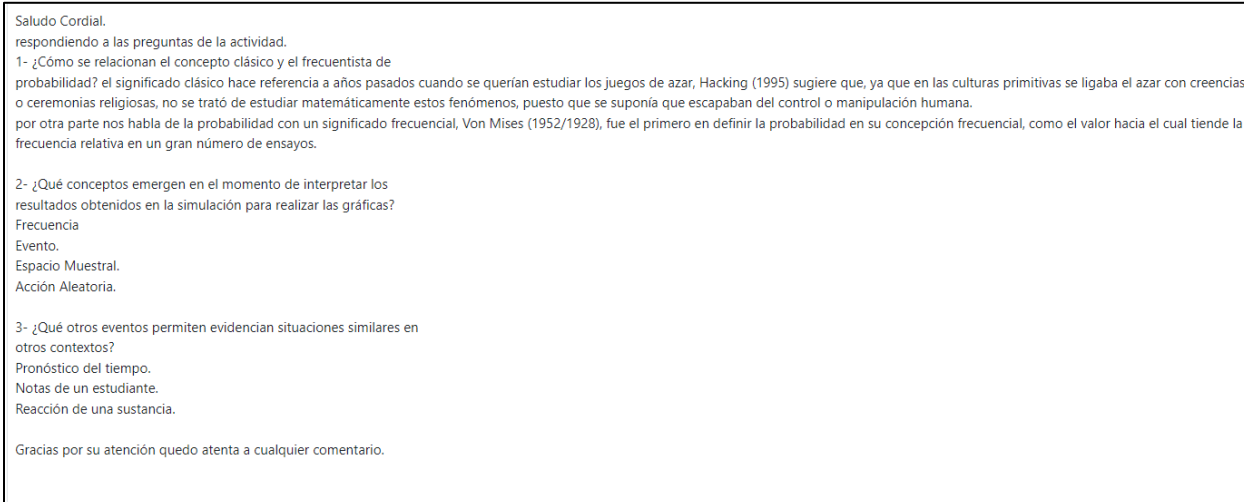 Saludo Cordial.
respondiendo a las preguntas de la actividad.
1- ¿Cómo se relacionan el concepto clásico y el frecuentista de
probabilidad? el significado clásico hace referencia a años pasados cuando se querían estudiar los juegos de azar, Hacking (1995) sugiere que, ya que en las culturas primitivas se ligaba el azar con creencias
o ceremonias religiosas, no se trató de estudiar matemáticamente estos fenómenos, puesto que se suponía que escapaban del control o manipulación humana.
por otra parte nos habla de la probabilidad con un significado frecuencial, Von Mises (1952/1928), fue el primero en definir la probabilidad en su concepción frecuencial, como el valor hacia el cual tiende la
frecuencia relativa en un gran número de ensayos.
2- ¿Qué conceptos emergen en el momento de interpretar los
resultados obtenidos en la simulación para realizar las gráficas?
Frecuencia
Evento.
Espacio Muestral.
Acción Aleatoria.
3- ¿Qué otros eventos permiten evidencian situaciones similares en
otros contextos?
Pronóstico del tiempo.
Notas de un estudiante.
Reacción de una sustancia.
Gracias por su atención quedo atenta a cualquier comentario.